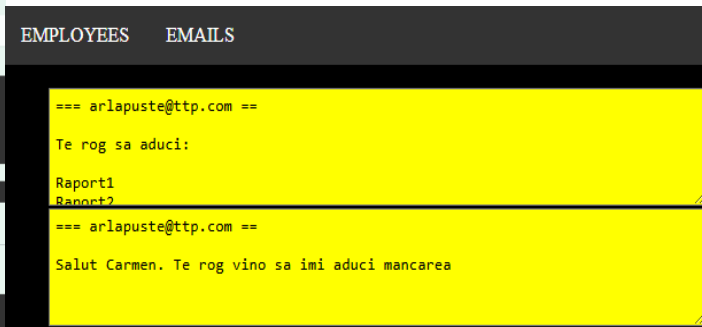 EMPLOYEES EMAILS
=== arlapuste@ttp.com ==
Te rog sa aduci:
Raport1
Raport2
=== arlapuste@ttp.com ==
Salut Carmen. Te rog vino sa imi aduci mancarea